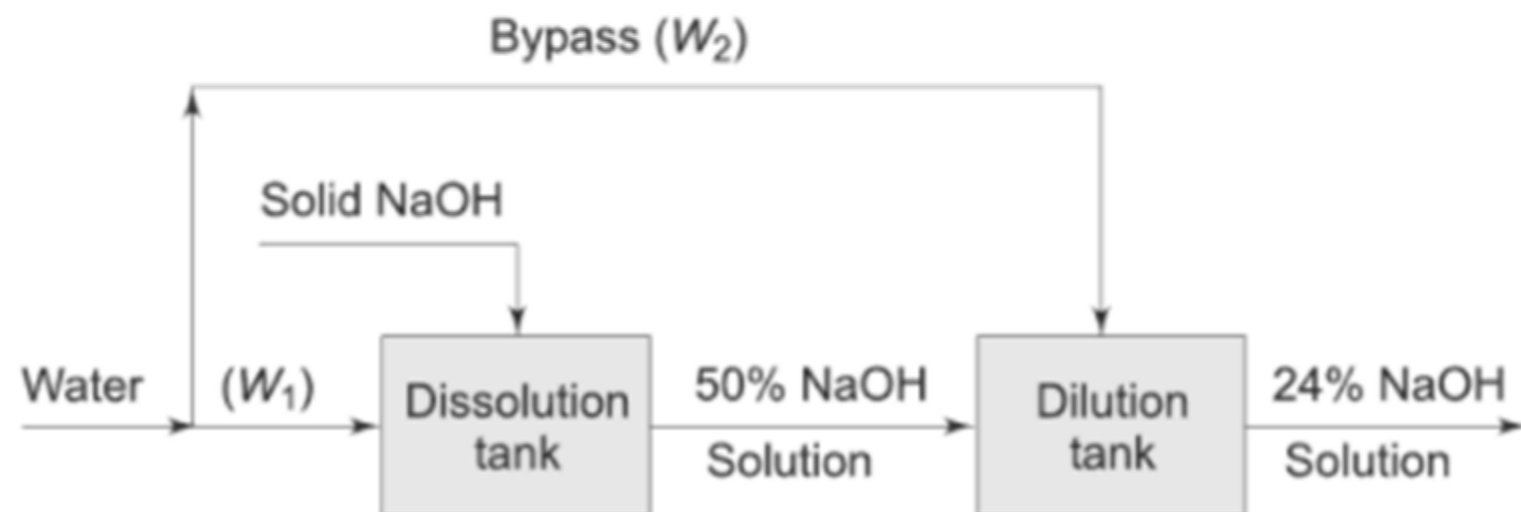 Bypass (W₂)
Solid NaOH
Water
(W₁)
Dissolution
tank
50% NaOH
Solution
Dilution
tank
24% NaOH
Solution